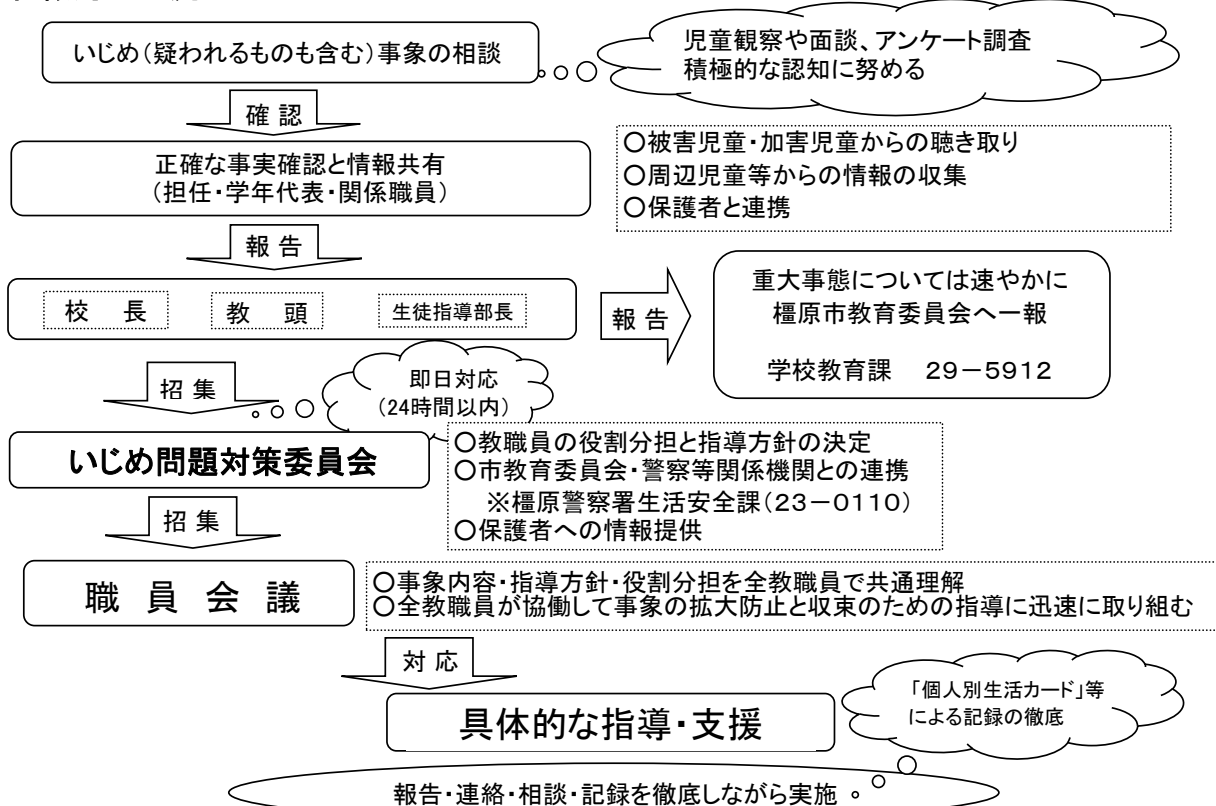 いじめ(疑われるものも含む)事象の相談
児童観察や面談、アンケート調査
積極的な認知に努める
確 認
正確な事実確認と情報共有
(担任・学年代表・関係職員)
○被害児童・加害児童からの聴き取り
○周辺児童等からの情報の収集
○保護者と連携
報 告
校 長
教 頭
生徒指導部長
報 告
重大事態については速やかに
橿原市教育委員会へ一報
学校教育課 29-5912
招 集
即日対応
(24時間以内)
いじめ問題対策委員会
○教職員の役割分担と指導方針の決定
○市教育委員会・警察等関係機関との連携
※橿原警察署生活安全課(23-0110)
○保護者への情報提供
招 集
職 員 会 議
○事象内容・指導方針・役割分担を全教職員で共通理解
○全教職員が協働して事象の拡大防止と収束のための指導に迅速に取り組む
対 応
具体的な指導・支援
「個人別生活カード」等
による記録の徹底
報告・連絡・相談・記録を徹底しながら実施